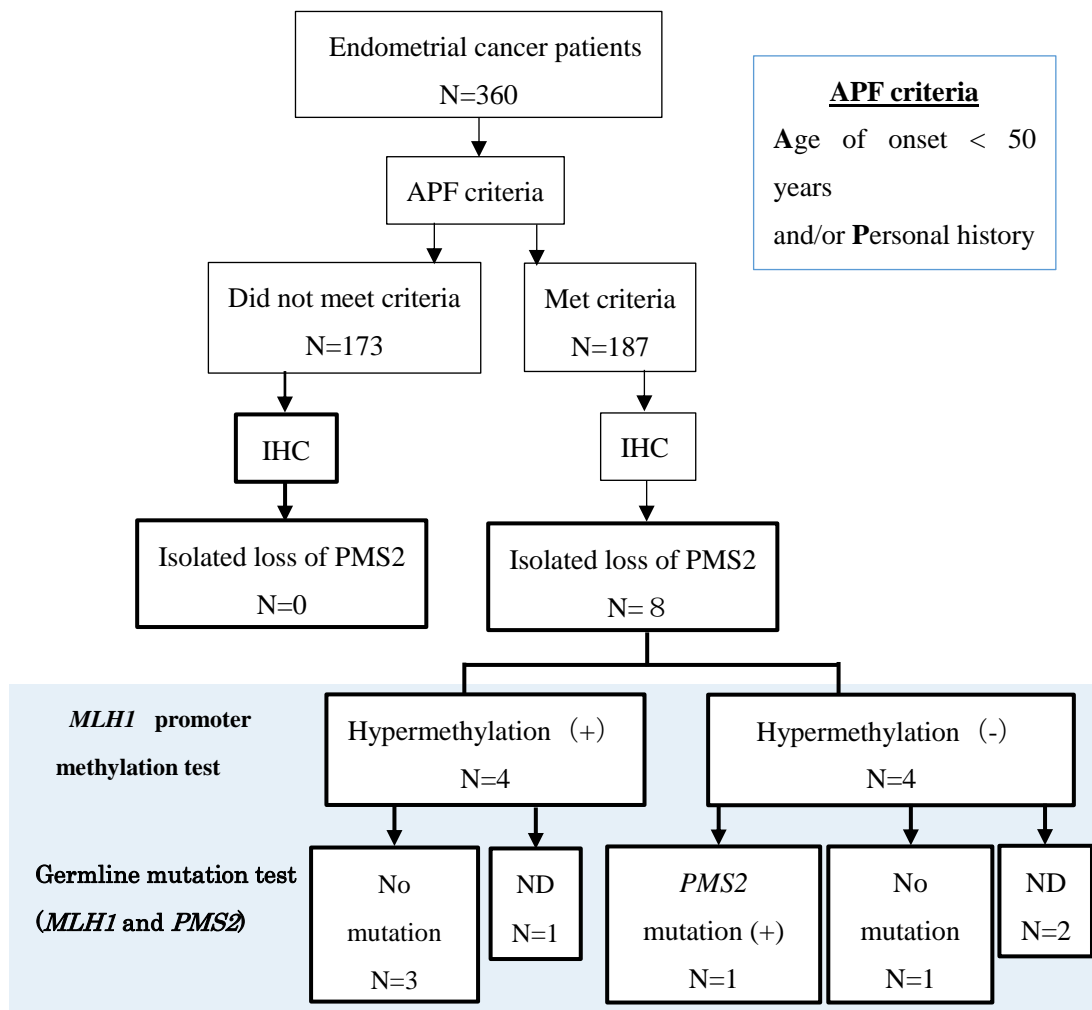 Endometrial cancer patients
N=360
APF criteria
Age of onset < 50
years
and/or Personal history
APF criteria
Did not meet criteria
N=173
Met criteria
N=187
IHC
IHC
Isolated loss of PMS2
N=0
Isolated loss of PMS2
N=８
MLH1 promoter
methylation test
Hypermethylation （+）
N=4
Hypermethylation （-）
N=4
Germline mutation test
(MLH1 and PMS2)
No
mutation
N=3
ND
N=1
PMS2
mutation (+)
N=1
No
mutation
N=1
ND
N=2